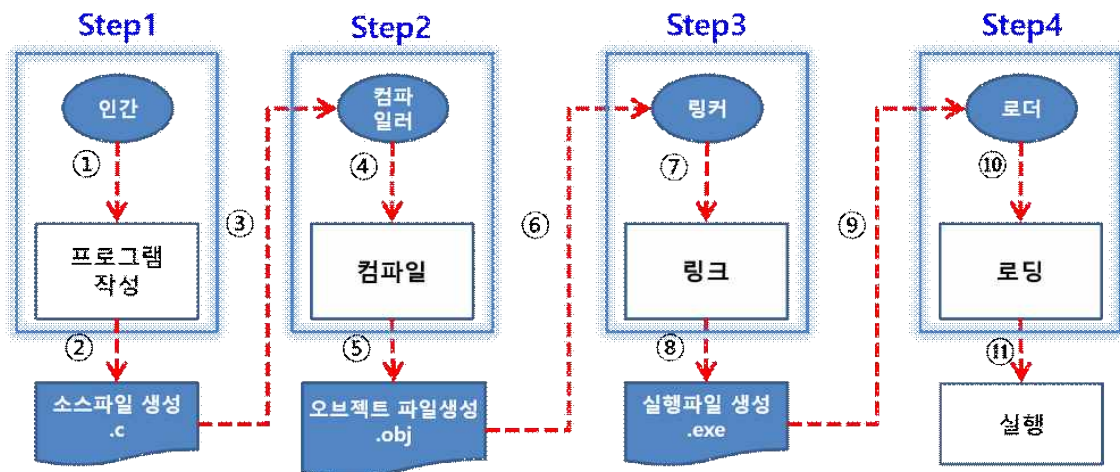 Step1
Step2
Step3
Step4
인간
①
프로그램
작성
②
소스파일 생성
.c
③
컴파
일러
④
컴파일
⑤
오브젝트 파일생성
.obj
⑥
링커
⑦
링크
⑧
실행파일 생성
.exe
⑨
로더
⑩
로딩
⑪
실행